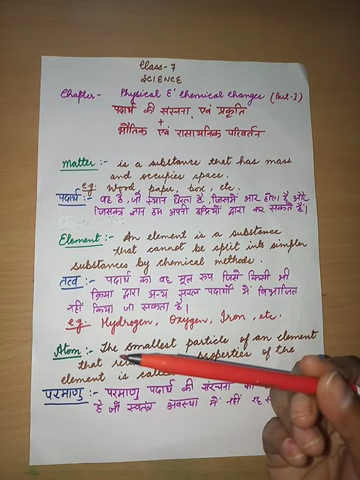 Class-7
SCIENCE
Chapter:- Physical & Chemical Changes (Part-I)
पदार्थ की संरचना एवं प्रकृति
+
भौतिक एवं रासायनिक परिवर्तन
Matter:- is a substance that has mass
and occupies space.
eg: Wood, paper, box, etc.
पदार्थ:- वह है, जो स्थान घेरता है, जिसमें भार होता है और
जिसका ज्ञान हम अपनी इन्द्रियों द्वारा कर सकते हैं।
Element:- An element is a substance
that cannot be split into simpler
substances by chemical methods.
तत्व:- पदार्थ का वह मूल रूप जिसे किसी भी
क्रिया द्वारा अन्य सरल पदार्थों में विभाजित
नहीं किया जा सकता है।
eg. Hydrogen, Oxygen, Iron, etc.
Atom:- The smallest particle of an element
that properties of the
element is called
परमाणु:- परमाणु पदार्थ की संरचना
है जो स्वतन्त्र अवस्था में नहीं रह